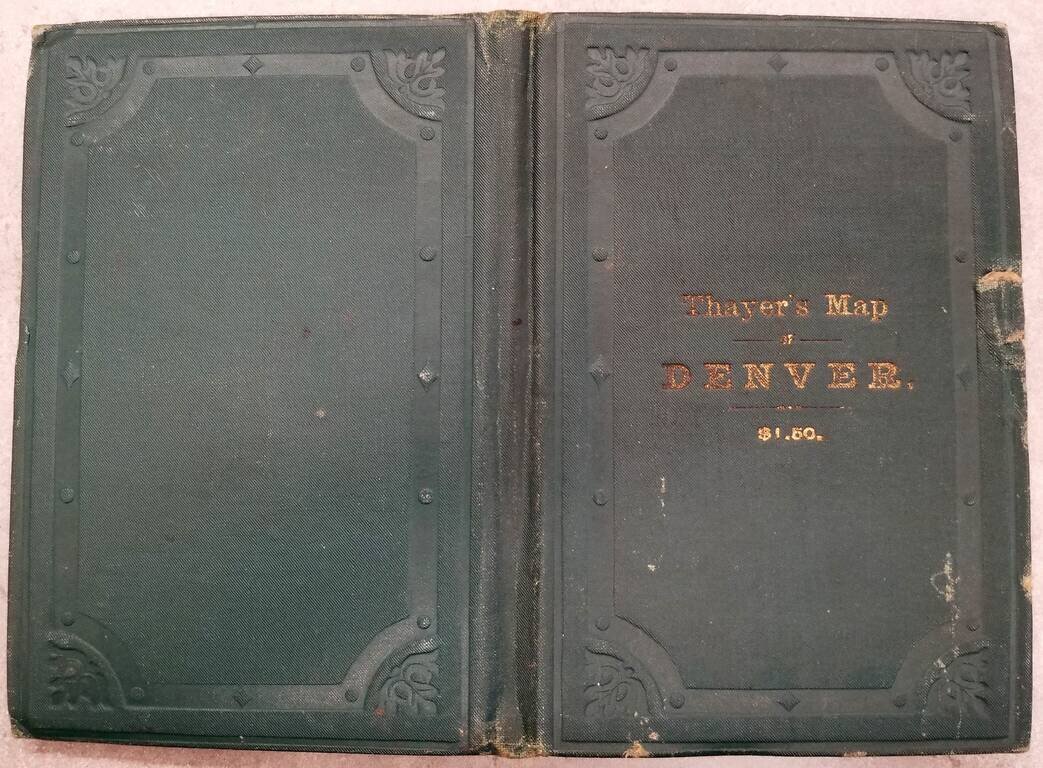 Thayer's Map
of
DENVER.
$1.50.